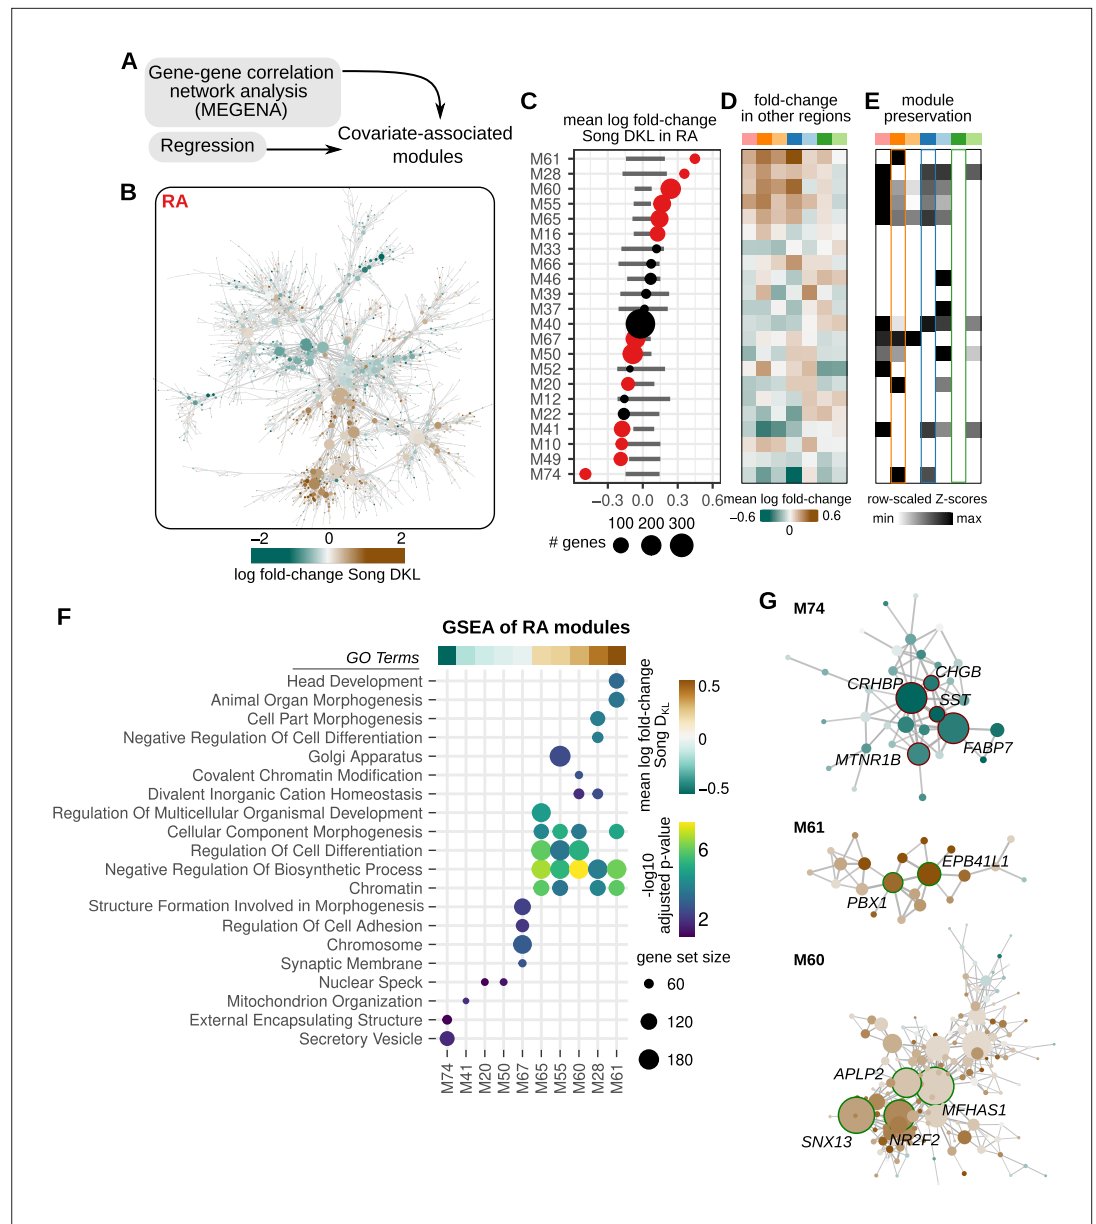 A
Gene-gene correlation
network analysis
(MEGENA)
Regression
Covariate-associated
modules
B
RA
−2 0 2
log fold-change Song DKL
C
mean log fold-change
Song DKL in RA
M61
M28
M60
M55
M65
M16
M33
M66
M46
M39
M37
M40
M67
M50
M52
M20
M12
M22
M41
M10
M49
M74
−0.3 0.0 0.3 0.6
100 200 300
# genes
D
fold-change
in other regions
mean log fold-change
−0.6 0.6
0
E
module
preservation
row-scaled Z-scores
min max
F
GSEA of RA modules
GO Terms
Head Development
Animal Organ Morphogenesis
Cell Part Morphogenesis
Negative Regulation Of Cell Differentiation
Golgi Apparatus
Covalent Chromatin Modification
Divalent Inorganic Cation Homeostasis
Regulation Of Multicellular Organismal Development
Cellular Component Morphogenesis
Regulation Of Cell Differentiation
Negative Regulation Of Biosynthetic Process
Chromatin
Structure Formation Involved in Morphogenesis
Regulation Of Cell Adhesion
Chromosome
Synaptic Membrane
Nuclear Speck
Mitochondrion Organization
External Encapsulating Structure
Secretory Vesicle
M74
M41
M20
M50
M67
M65
M55
M60
M28
M61
mean log fold-change
Song DKL
0.5
0
−0.5
-log10
adjusted p-value
6
2
gene set size
60
120
180
G
M74
CHGB
CRHBP
SST
MTNR1B
FABP7
M61
EPB41L1
PBX1
M60
APLP2
MFHAS1
SNX13
NR2F2